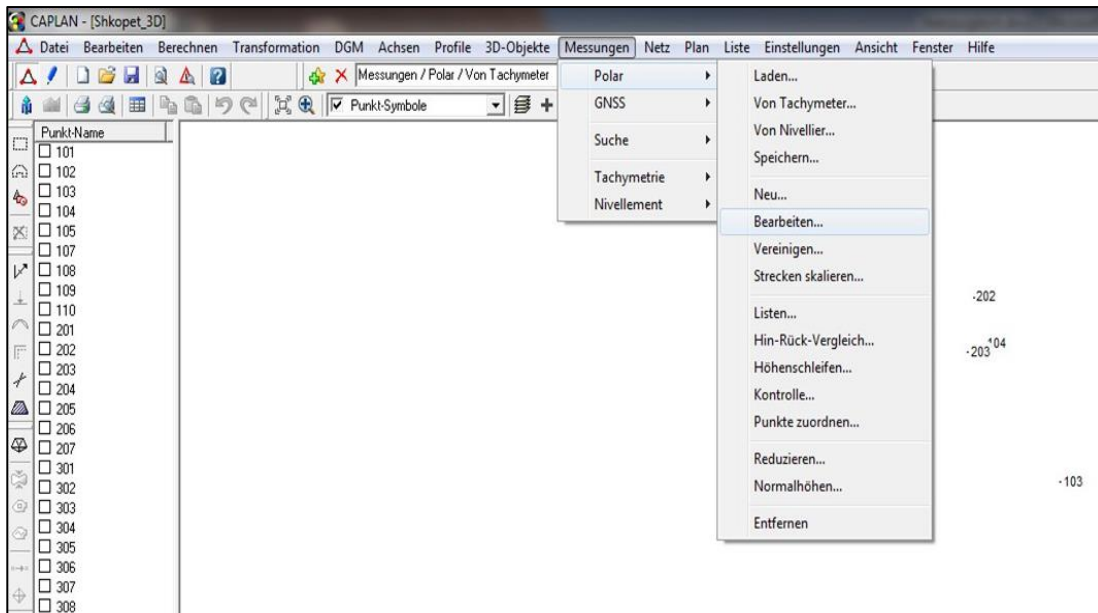 CAPLAN - [Shkopet_3D]
Datei Bearbeiten Berechnen Transformation DGM Achsen Profile 3D-Objekte Messungen Netz Plan Liste Einstellungen Ansicht Fenster Hilfe
Messungen / Polar / Von Tachymeter
Punkt-Symbole
Polar
GNSS
Suche
Tachymetrie
Nivellement
Laden...
Von Tachymeter...
Von Nivellier...
Speichern...
Neu...
Bearbeiten...
Vereinigen...
Strecken skalieren...
Listen...
Hin-Rück-Vergleich...
Höhenschleifen...
Kontrolle...
Punkte zuordnen...
Reduzieren...
Normalhöhen...
Entfernen
Punkt-Name
101
102
103
104
105
107
108
109
110
201
202
203
204
205
206
207
301
302
303
304
305
306
307
308
202
203
104
103